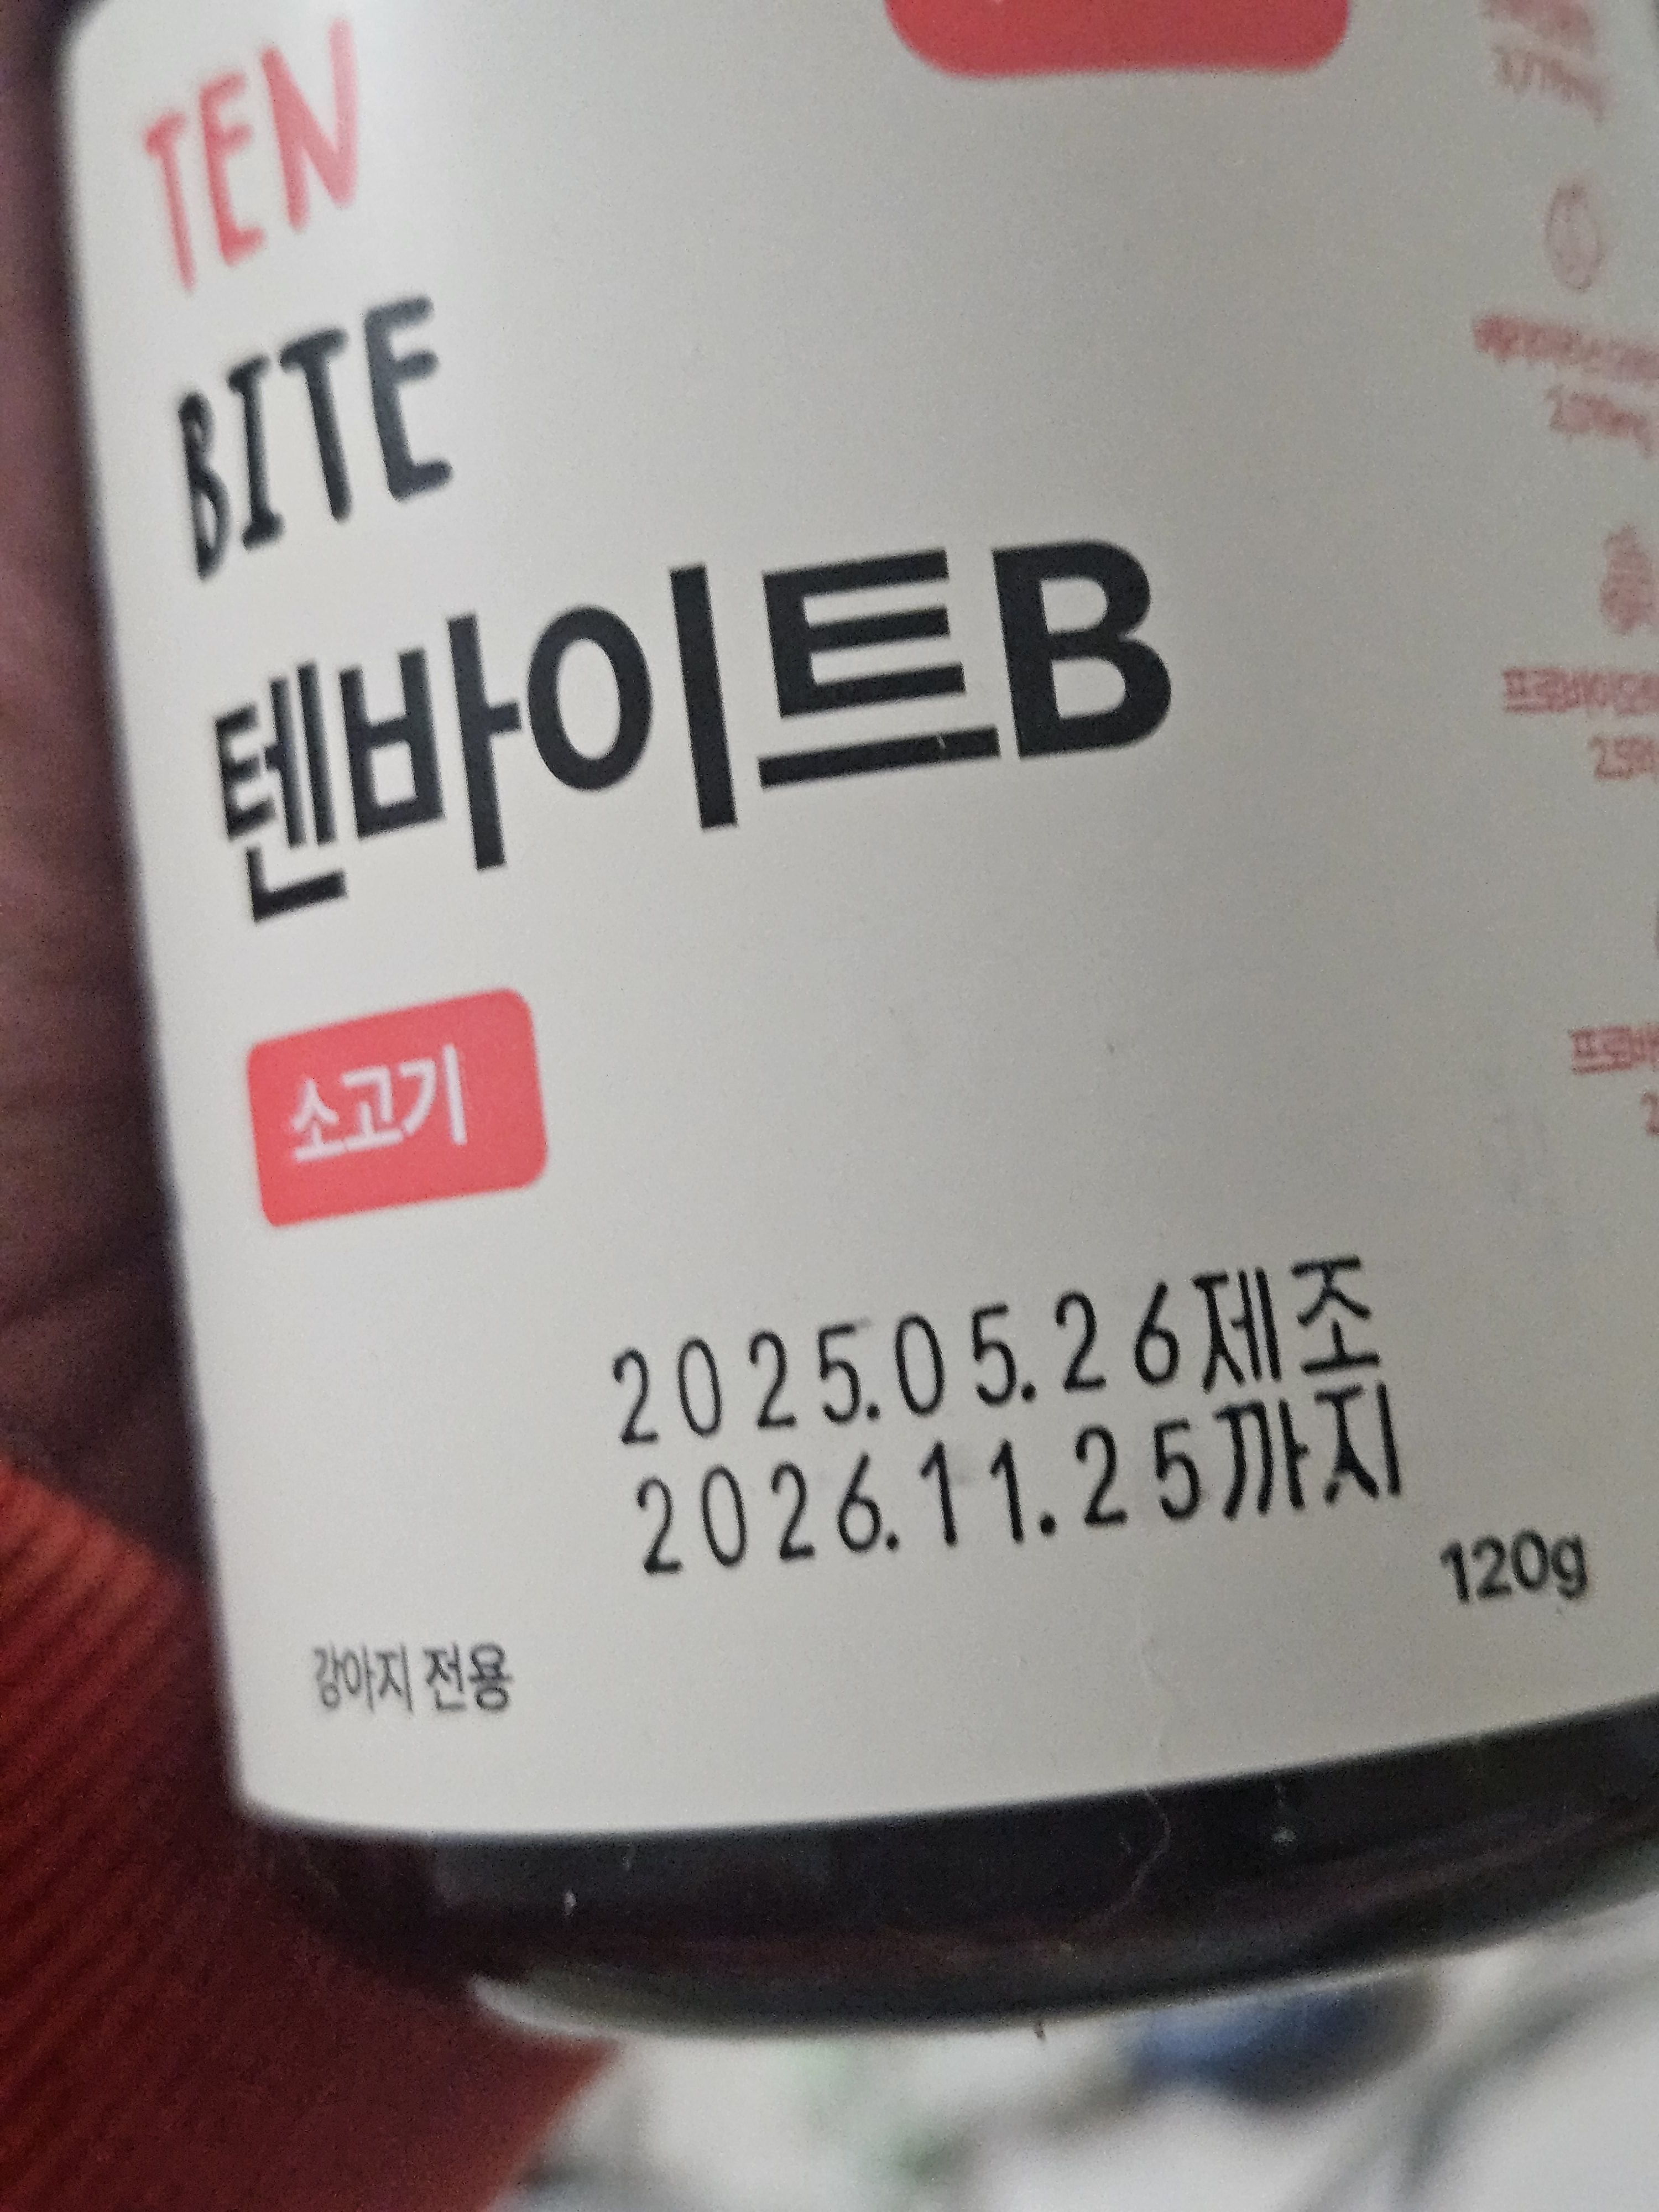 TEN
BITE
텐바이트B
소고기
2025.05.26제조
2026.11.25까지
120g
강아지 전용